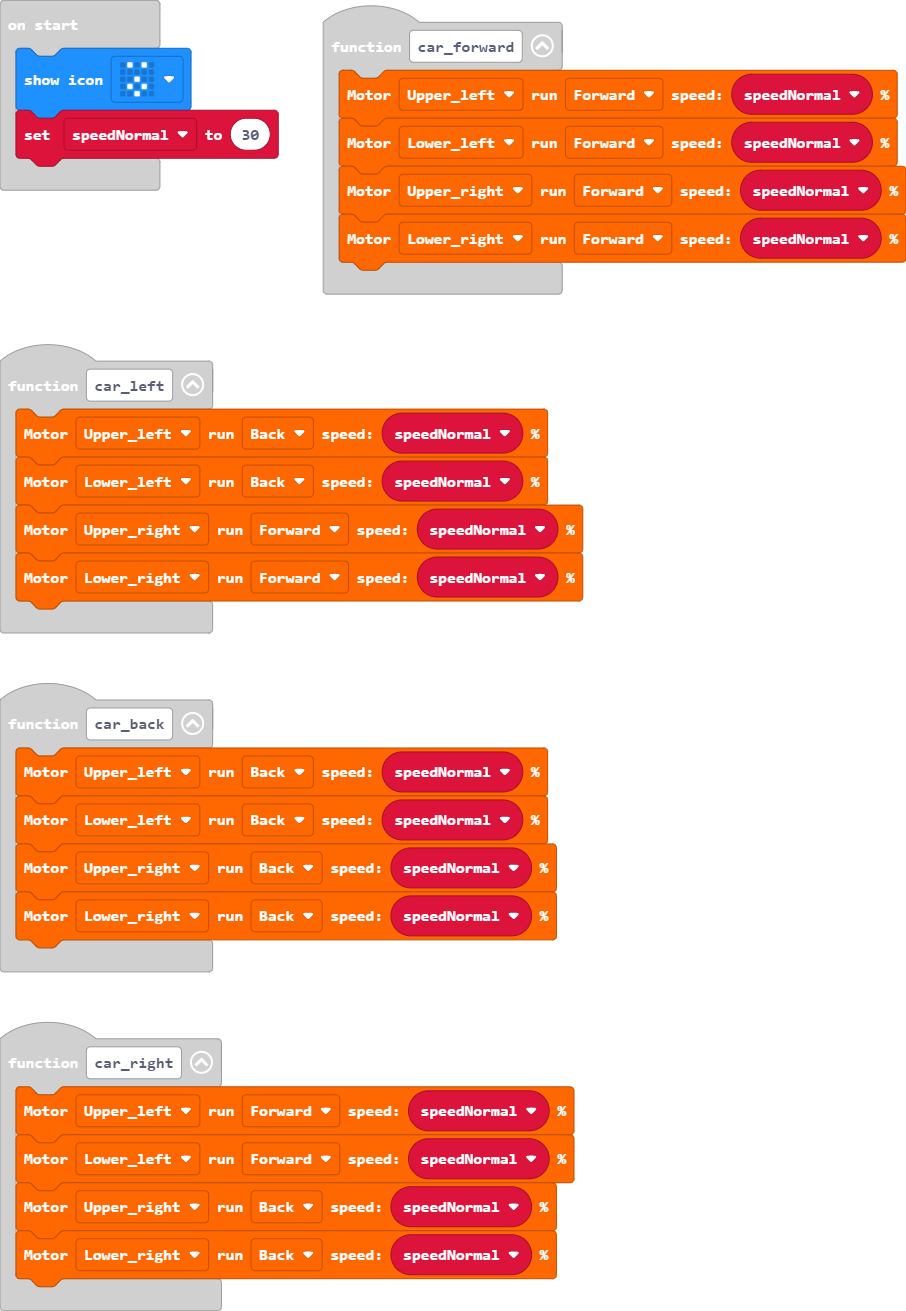 on start
show icon
set speedNormal to 30
function car_forward
Motor Upper_left run Forward speed: speedNormal %
Motor Lower_left run Forward speed: speedNormal %
Motor Upper_right run Forward speed: speedNormal %
Motor Lower_right run Forward speed: speedNormal %
function car_left
Motor Upper_left run Back speed: speedNormal %
Motor Lower_left run Back speed: speedNormal %
Motor Upper_right run Forward speed: speedNormal %
Motor Lower_right run Forward speed: speedNormal %
function car_back
Motor Upper_left run Back speed: speedNormal %
Motor Lower_left run Back speed: speedNormal %
Motor Upper_right run Back speed: speedNormal %
Motor Lower_right run Back speed: speedNormal %
function car_right
Motor Upper_left run Forward speed: speedNormal %
Motor Lower_left run Forward speed: speedNormal %
Motor Upper_right run Back speed: speedNormal %
Motor Lower_right run Back speed: speedNormal %